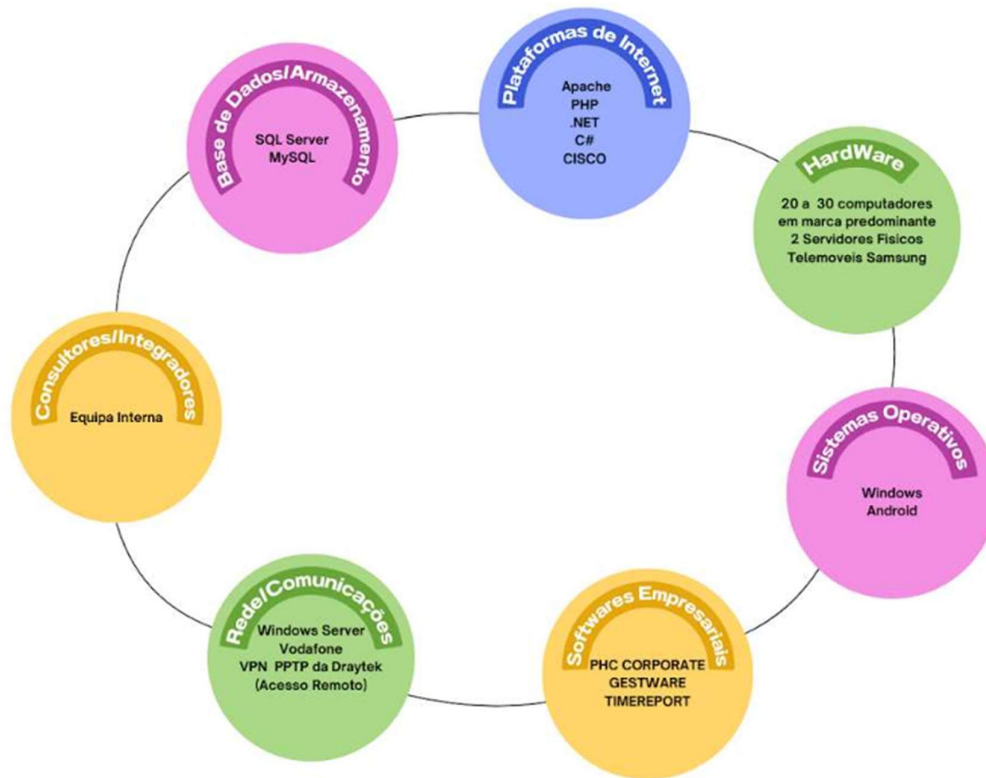 Plataformas de Internet
Apache
PHP
.NET
C#
CISCO
HardWare
20 a 30 computadores
em marca predominante
2 Servidores Fisicos
Telemoveis Samsung
Sistemas Operativos
Windows
Android
Softwares Empresariais
PHC CORPORATE
GESTWARE
TIMEREPORT
Rede/Comunicações
Windows Server
Vodafone
VPN PPTP da Draytek
(Acesso Remoto)
Consultores/Integradores
Equipa Interna
Base de Dados/Armazenamento
SQL Server
MySQL